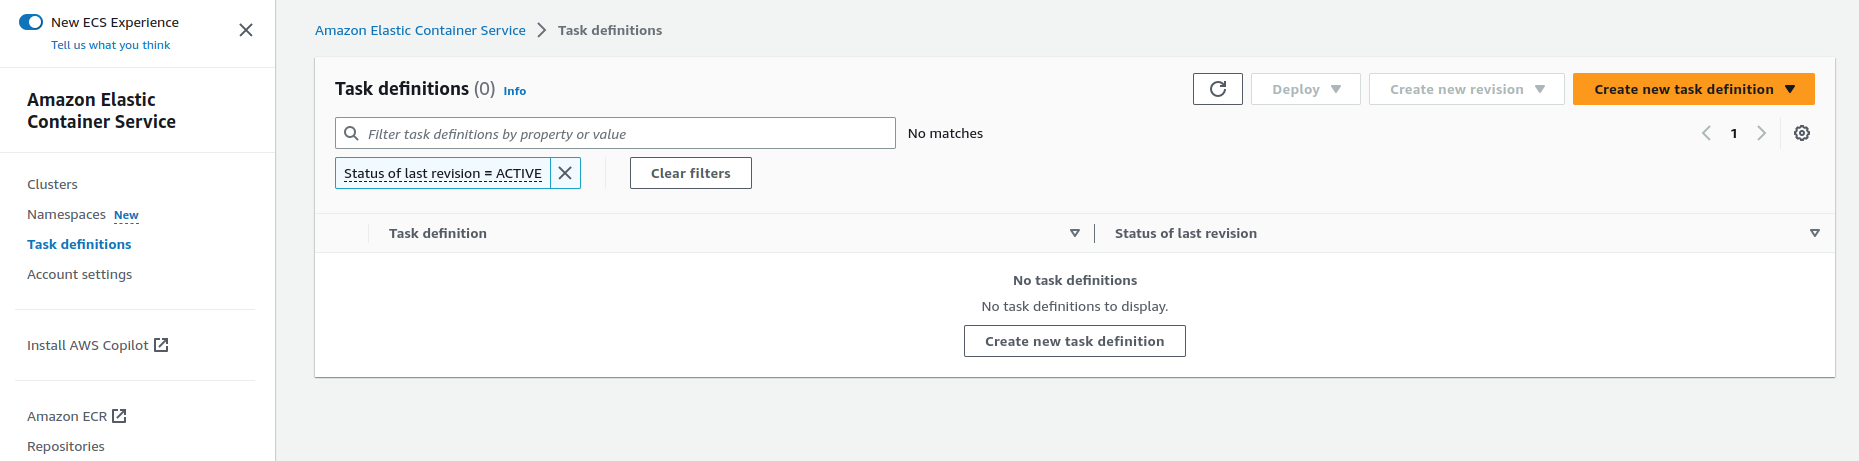 New ECS Experience
Tell us what you think
Amazon Elastic
Container Service
Clusters
Namespaces New
Task definitions
Account settings
Install AWS Copilot
Amazon ECR
Repositories
Amazon Elastic Container Service > Task definitions
Task definitions (0) Info
Deploy
Create new revision
Create new task definition
Filter task definitions by property or value
No matches
1
Status of last revision = ACTIVE
Clear filters
Task definition
Status of last revision
No task definitions
No task definitions to display.
Create new task definition